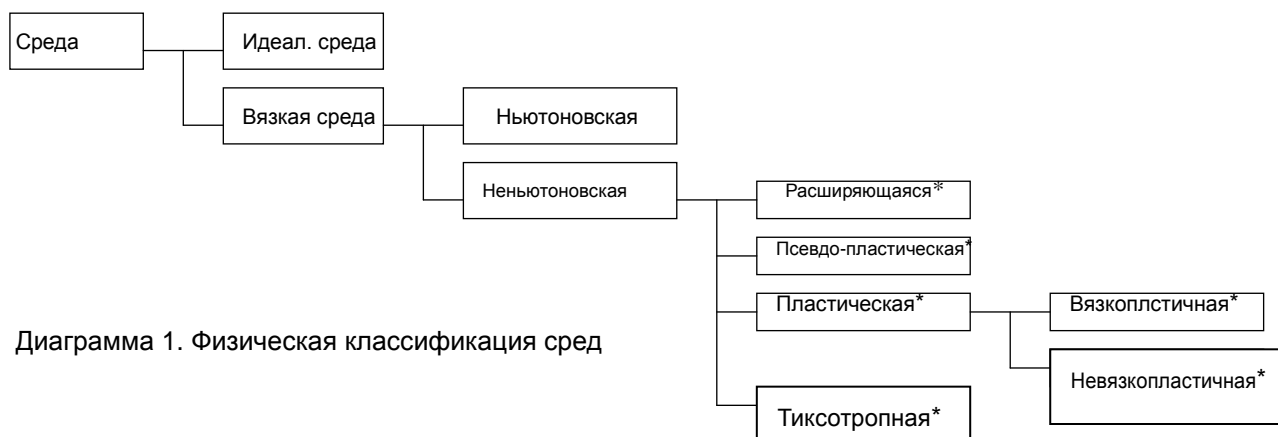 Среда
Идеал. среда
Вязкая среда
Ньютоновская
Неньютоновская
Расширяющаяся*
Псевдо-пластическая*
Пластическая*
Вязкоплстичная*
Невязкопластичная*
Тиксотропная*
Диаграмма 1. Физическая классификация сред